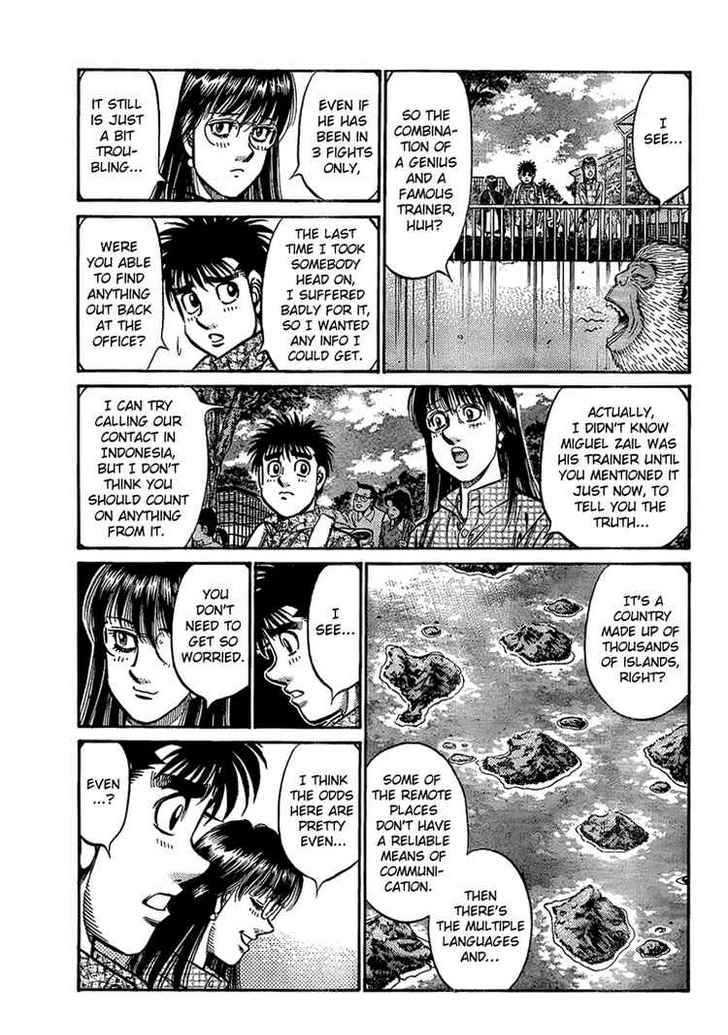 I
SEE...
SO THE
COMBINA-
TION OF
A GENIUS
AND A
FAMOUS
TRAINER,
HUH?
EVEN IF
HE HAS
BEEN IN
3 FIGHTS
ONLY,
IT STILL
IS JUST
A BIT
TROU-
BLING...
THE LAST
TIME I TOOK
SOMEBODY
HEAD ON,
I SUFFERED
BADLY FOR IT,
SO I WANTED
ANY INFO I
COULD GET.
WERE
YOU ABLE
TO FIND
ANYTHING
OUT BACK
AT THE
OFFICE?
ACTUALLY,
I DIDN'T KNOW
MIGUEL ZAIL WAS
HIS TRAINER UNTIL
YOU MENTIONED IT
JUST NOW, TO
TELL YOU THE
TRUTH...
I CAN TRY
CALLING OUR
CONTACT IN
INDONESIA,
BUT I DON'T
THINK YOU
SHOULD COUNT
ON ANYTHING
FROM IT.
IT'S A
COUNTRY
MADE UP OF
THOUSANDS
OF ISLANDS,
RIGHT?
SOME OF
THE REMOTE
PLACES
DON'T HAVE
A RELIABLE
MEANS OF
COMMUNI-
CATION.
THEN
THERE'S
THE MULTIPLE
LANGUAGES
AND...
I
SEE...
YOU
DON'T
NEED TO
GET SO
WORRIED.
I THINK
THE ODDS
HERE ARE
PRETTY
EVEN...
EVEN
...?